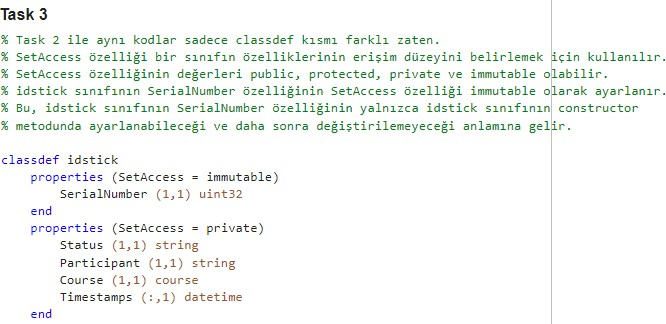 Task 3
% Task 2 ile aynı kodlar sadece classdef kısmı farklı zaten.
% SetAccess özelliği bir sınıfın özelliklerinin erişim düzeyini belirlemek için kullanılır.
% SetAccess özelliğinin değerleri public, protected, private ve immutable olabilir.
% idstick sınıfının SerialNumber özelliğinin SetAccess özelliği immutable olarak ayarlanır.
% Bu, idstick sınıfının SerialNumber özelliğinin yalnızca idstick sınıfının constructor
% metodunda ayarlanabileceği ve daha sonra değiştirilemeyeceği anlamına gelir.
classdef idstick
    properties (SetAccess = immutable)
        SerialNumber (1,1) uint32
    end
    properties (SetAccess = private)
        Status (1,1) string
        Participant (1,1) string
        Course (1,1) course
        Timestamps (:,1) datetime
    end